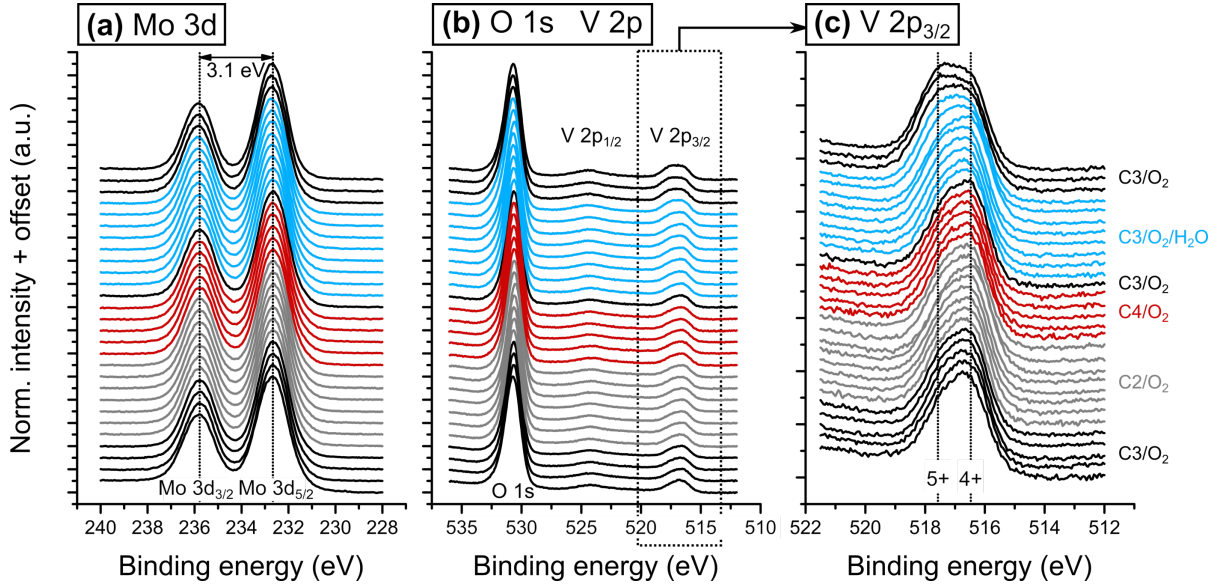 (a) Mo 3d
(b) O 1s V 2p
(c) V 2p3/2
3.1 eV
V 2p1/2
V 2p3/2
C3/O2
C3/O2/H2O
C3/O2
C4/O2
C2/O2
C3/O2
Mo 3d3/2
Mo 3d5/2
O 1s
5+
4+
240 238 236 234 232 230 228
535 530 525 520 515 510
522 520 518 516 514 512
Binding energy (eV)
Binding energy (eV)
Binding energy (eV)
Norm. intensity + offset (a.u.)